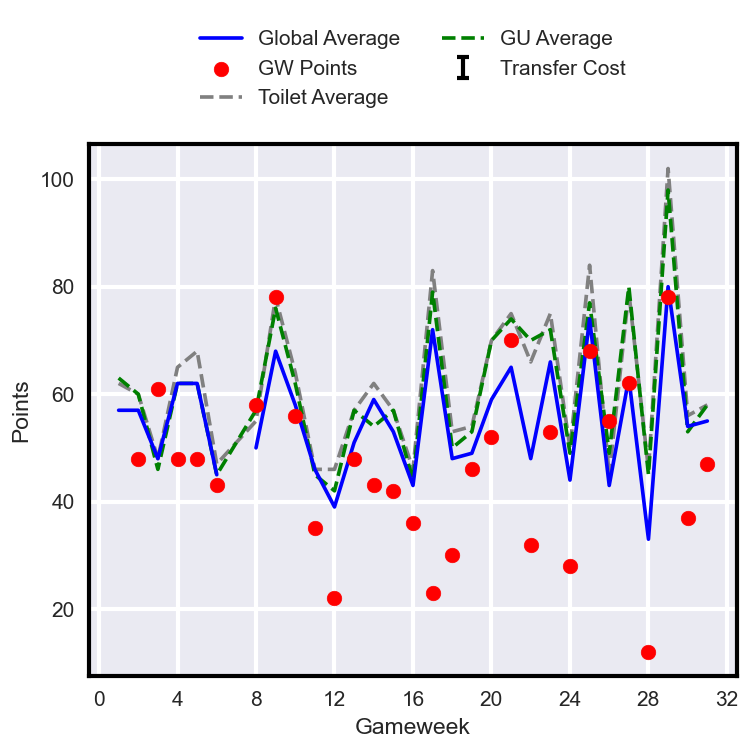 Global Average
GW Points
Toilet Average
GU Average
Transfer Cost
100
80
60
40
20
Points
0 4 8 12 16 20 24 28 32
Gameweek